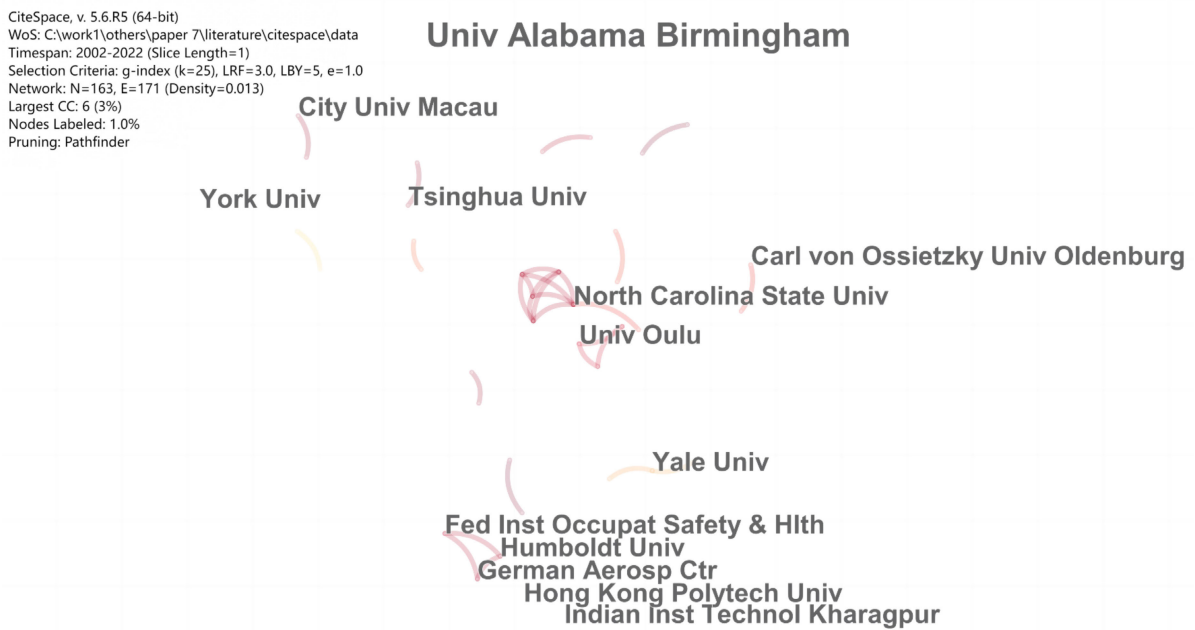 CiteSpace, v. 5.6.R5 (64-bit)
WoS: C:\work1\others\paper 7\literature\citespace\data
Timespan: 2002-2022 (Slice Length=1)
Selection Criteria: g-index (k=25), LRF=3.0, LBY=5, e=1.0
Network: N=163, E=171 (Density=0.013)
Largest CC: 6 (3%)
Nodes Labeled: 1.0%
Pruning: Pathfinder
Univ Alabama Birmingham
City Univ Macau
York Univ
Tsinghua Univ
Carl von Ossietzky Univ Oldenburg
North Carolina State Univ
Univ Oulu
Yale Univ
Fed Inst Occupat Safety & Hlth
Humboldt Univ
German Aerosp Ctr
Hong Kong Polytech Univ
Indian Inst Technol Kharagpur